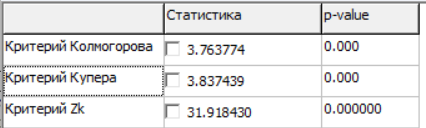 Статистика p-value
Критерий Колмогорова 3.763774 0.000
Критерий Купера 3.837439 0.000
Критерий Zk 31.918430 0.000000